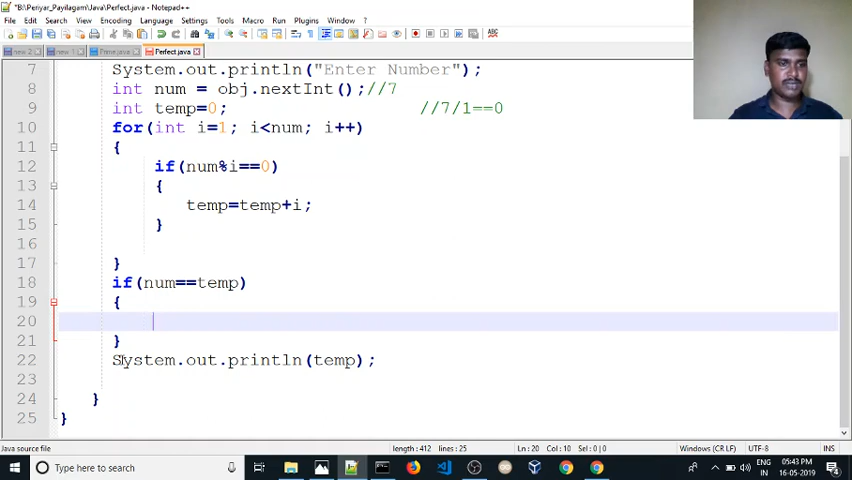 *B:\Periyar_Payilagam\Java\Perfect.java - Notepad++
File Edit Search View Encoding Language Settings Tools Macro Run Plugins Window ?
new 2 new 1 Prime.java Perfect.java
7 System.out.println("Enter Number");
8 int num = obj.nextInt();//7
9 int temp=0; //7/1==0
10 for(int i=1; i<num; i++)
11 {
12 if(num%i==0)
13 {
14 temp=temp+i;
15 }
16
17 }
18 if(num==temp)
19 {
20
21 }
22 System.out.println(temp);
23
24 }
25 }
Java source file length : 412 lines : 25 Ln : 20 Col : 10 Sel : 0 | 0 Windows (CR LF) UTF-8 INS
Type here to search
ENG 05:43 PM
IN 16-05-2019